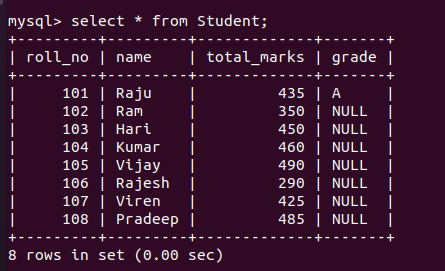 mysql> select * from Student;
+---------+---------+-------------+-------+
| roll_no | name    | total_marks | grade |
+---------+---------+-------------+-------+
|     101 | Raju    |         435 | A     |
|     102 | Ram     |         350 | NULL  |
|     103 | Hari    |         450 | NULL  |
|     104 | Kumar   |         460 | NULL  |
|     105 | Vijay   |         490 | NULL  |
|     106 | Rajesh  |         290 | NULL  |
|     107 | Viren   |         425 | NULL  |
|     108 | Pradeep |         485 | NULL  |
+---------+---------+-------------+-------+
8 rows in set (0.00 sec)